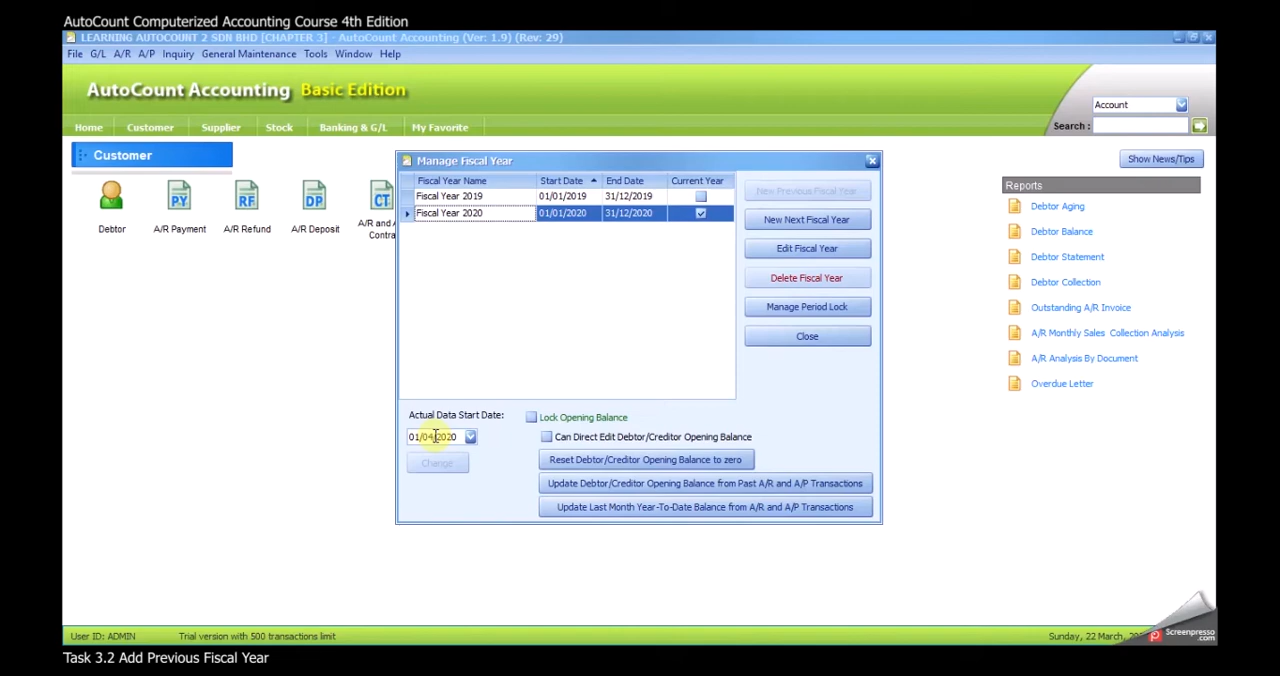 AutoCount Computerized Accounting Course 4th Edition
LEARNING AUTOCOUNT 2 SDN BHD [CHAPTER 3] - AutoCount Accounting (Ver: 1.9) (Rev: 29)
File G/L A/R A/P Inquiry General Maintenance Tools Window Help
AutoCount Accounting Basic Edition
Account
Search :
Home Customer Supplier Stock Banking & G/L My Favorite
Customer
Show News/Tips
PY RF DP CT
Debtor A/R Payment A/R Refund A/R Deposit A/R and
Contra
Manage Fiscal Year
Fiscal Year Name Start Date End Date Current Year
Fiscal Year 2019 01/01/2019 31/12/2019
Fiscal Year 2020 01/01/2020 31/12/2020
New Previous Fiscal Year
New Next Fiscal Year
Edit Fiscal Year
Delete Fiscal Year
Manage Period Lock
Close
Actual Data Start Date:
01/04/2020
Change
Lock Opening Balance
Can Direct Edit Debtor/Creditor Opening Balance
Reset Debtor/Creditor Opening Balance to zero
Update Debtor/Creditor Opening Balance from Past A/R and A/P Transactions
Update Last Month Year-To-Date Balance from A/R and A/P Transactions
Reports
Debtor Aging
Debtor Balance
Debtor Statement
Debtor Collection
Outstanding A/R Invoice
A/R Monthly Sales Collection Analysis
A/R Analysis By Document
Overdue Letter
User ID: ADMIN Trial version with 500 transactions limit
Sunday, 22 March,
Screenpresso
.com
Task 3.2 Add Previous Fiscal Year